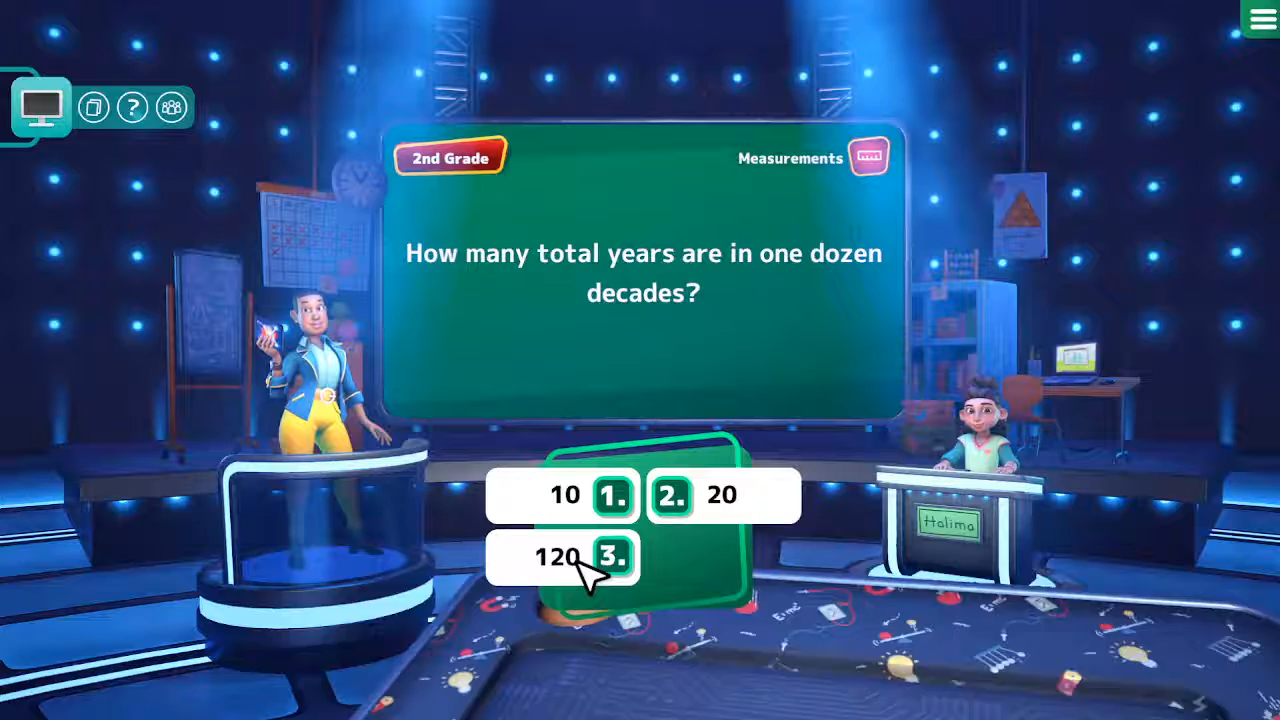 2nd Grade
Measurements
?
How many total years are in one dozen
decades?
10 1.
2. 20
120 3.
Halima
E=mc²